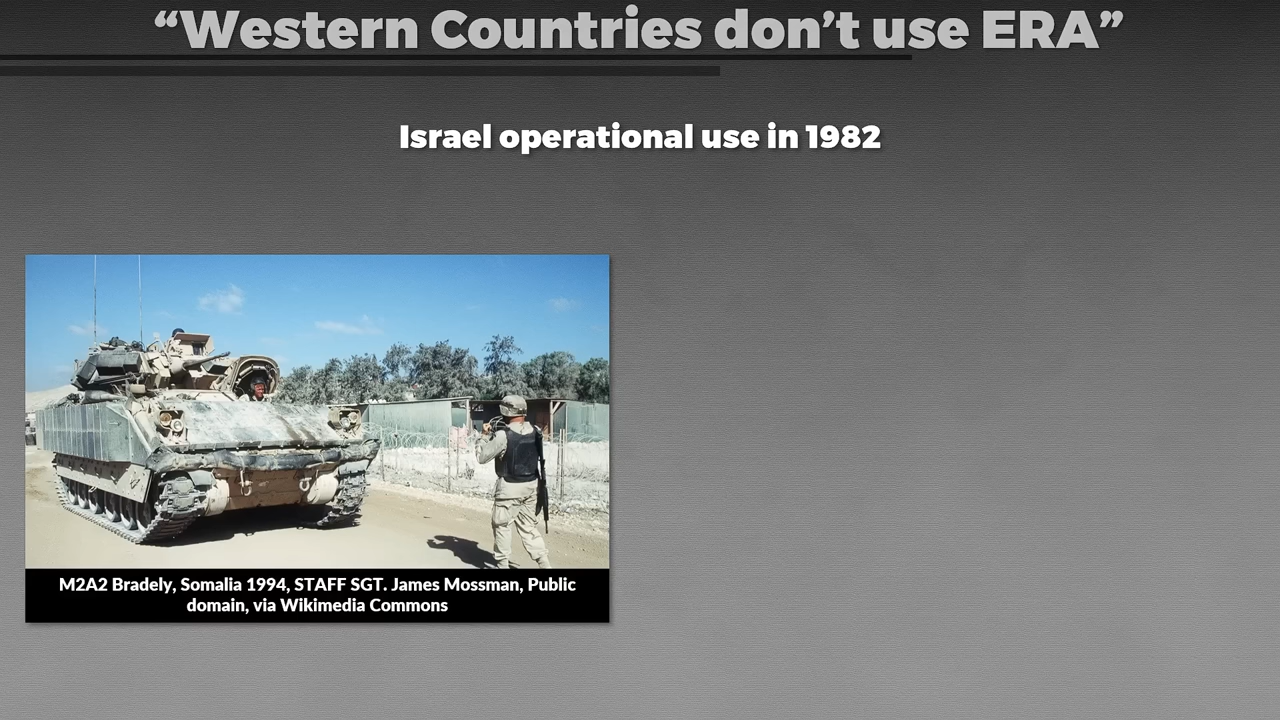 “Western Countries don’t use ERA”
Israel operational use in 1982
M2A2 Bradely, Somalia 1994, STAFF SGT. James Mossman, Public
domain, via Wikimedia Commons